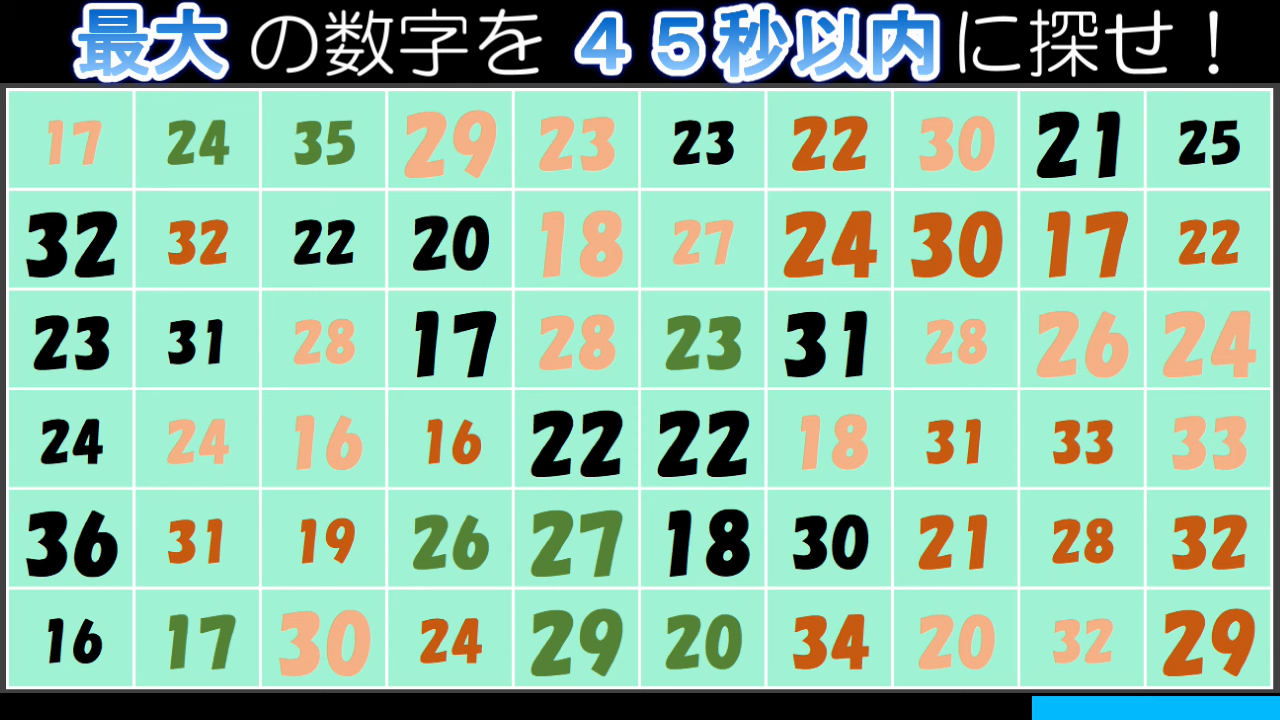 最大の数字を４５秒以内に探せ！
17 24 35 29 23 23 22 30 21 25
32 32 22 20 18 27 24 30 17 22
23 31 28 17 28 23 31 28 26 24
24 24 16 16 22 22 18 31 33 33
36 31 19 26 27 18 30 21 28 32
16 17 30 24 29 20 34 20 32 29